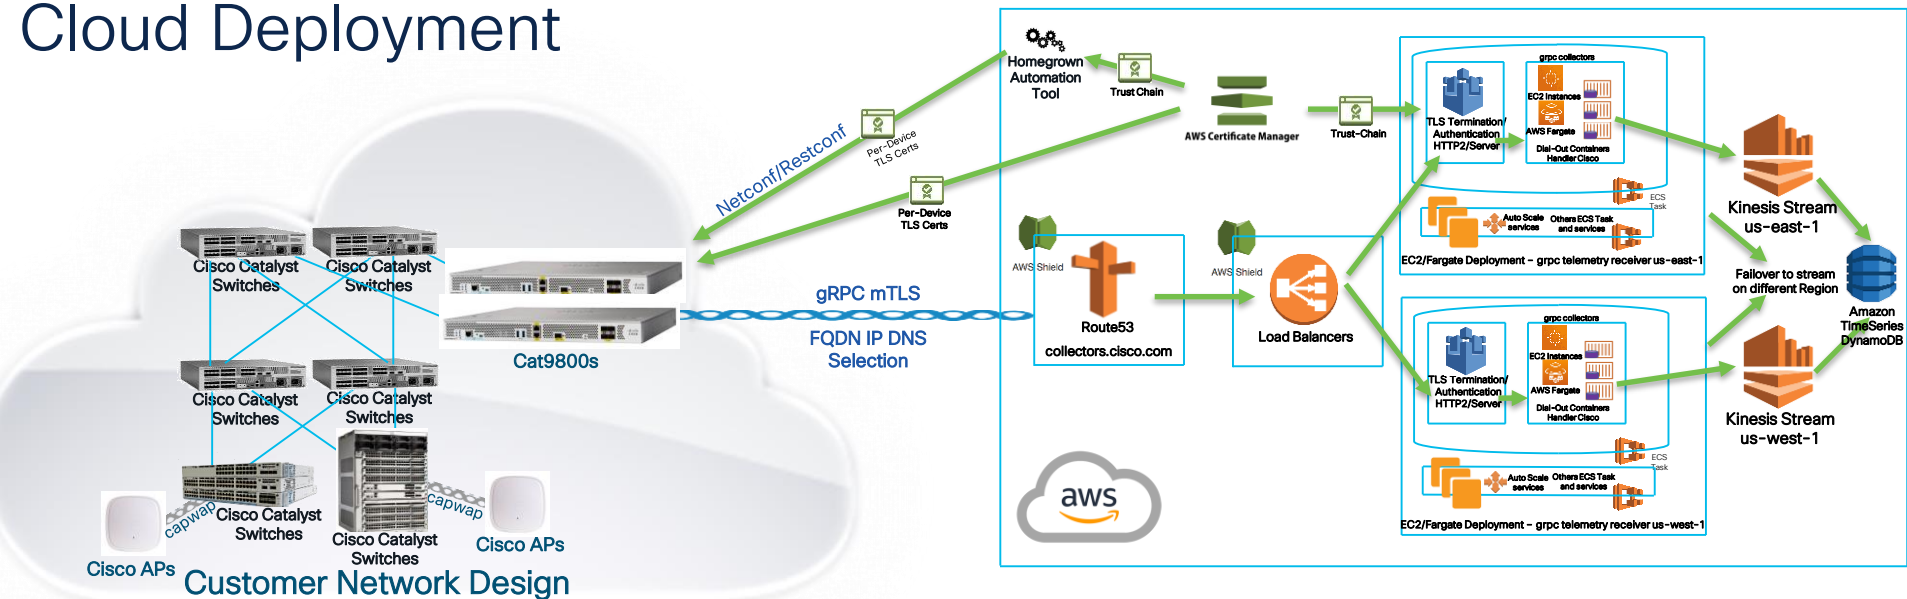 Cloud Deployment
Homegrown
Automation
Tool
Trust Chain
AWS Certificate Manager
Trust-Chain
Netconf/Restconf
Per-Device
TLS Certs
Per-Device
TLS Certs
grpc collectors
EC2 Instances
AWS Fargate
TLS Termination/
Authentication
HTTP2/Server
Dial-Out Containers
Handler Cisco
ECS
Task
Auto Scale
services
Others ECS Task
and services
EC2/Fargate Deployment - grpc telemetry receiver us-east-1
Kinesis Stream
us-east-1
Failover to stream
on different Region
Amazon
TimeSeries
DynamoDB
Cisco Catalyst
Switches
Cisco Catalyst
Switches
Cat9800s
gRPC mTLS
FQDN IP DNS
Selection
AWS Shield
Route53
collectors.cisco.com
AWS Shield
Load Balancers
grpc collectors
EC2 Instances
AWS Fargate
TLS Termination/
Authentication
HTTP2/Server
Dial-Out Containers
Handler Cisco
ECS
Task
Auto Scale
services
Others ECS Task
and services
EC2/Fargate Deployment - grpc telemetry receiver us-west-1
Kinesis Stream
us-west-1
Cisco Catalyst
Switches
Cisco Catalyst
Switches
capwap
Cisco Catalyst
Switches
capwap
Cisco Catalyst
Switches
Cisco APs
Cisco APs
Customer Network Design
aws